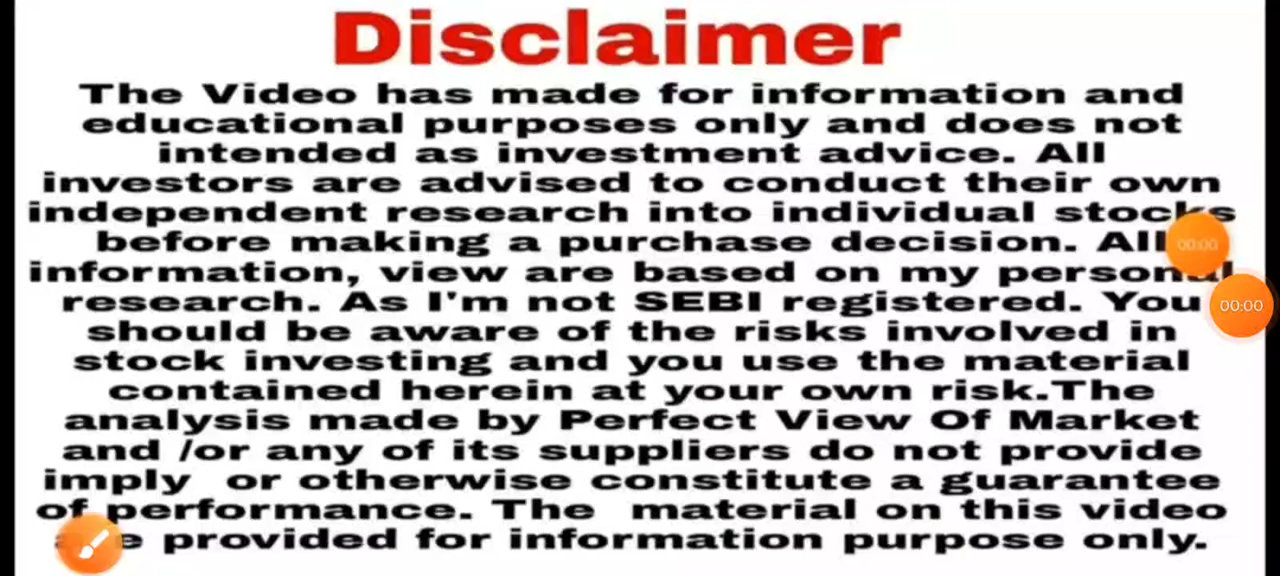 Disclaimer
The Video has made for information and
educational purposes only and does not
intended as investment advice. All
investors are advised to conduct their own
independent research into individual stocks
before making a purchase decision. All
information, view are based on my personal
research. As I'm not SEBI registered. You
should be aware of the risks involved in
stock investing and you use the material
contained herein at your own risk.The
analysis made by Perfect View Of Market
and /or any of its suppliers do not provide
imply or otherwise constitute a guarantee
of performance. The material on this video
provided for information purpose only.
00:00
00:00